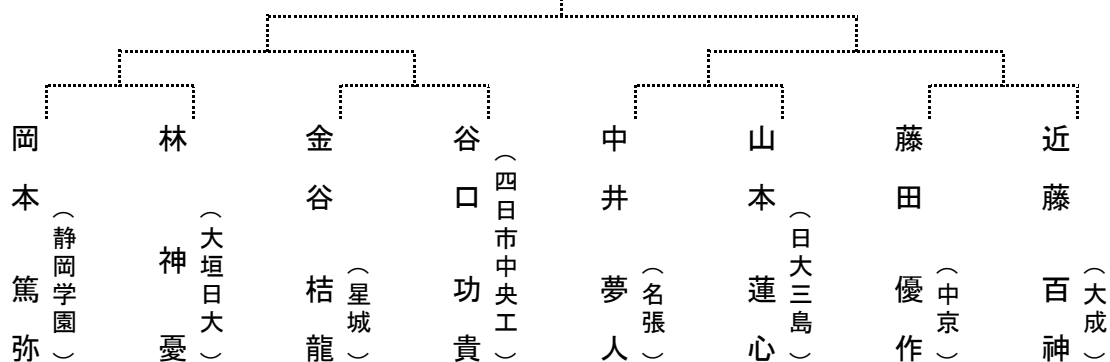 岡本 篤弥
（静岡学園）
林 神憂
（大垣日大）
金谷 桔龍
（星城）
谷口 功貴
（四日市中央工）
中井 夢人
（名張）
山本 蓮心
（日大三島）
藤田 優作
（中京）
近藤 百神
（大成）